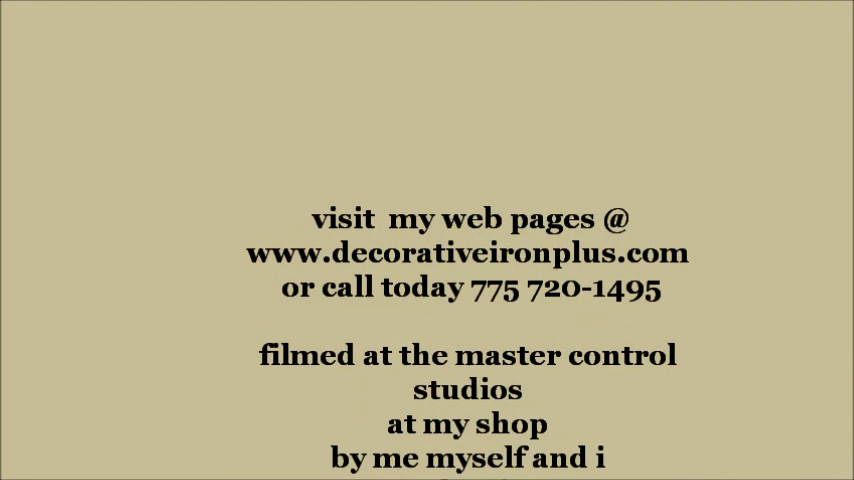 visit  my web pages @
www.decorativeironplus.com
or call today 775 720-1495
filmed at the master control
studios
at my shop
by me myself and i